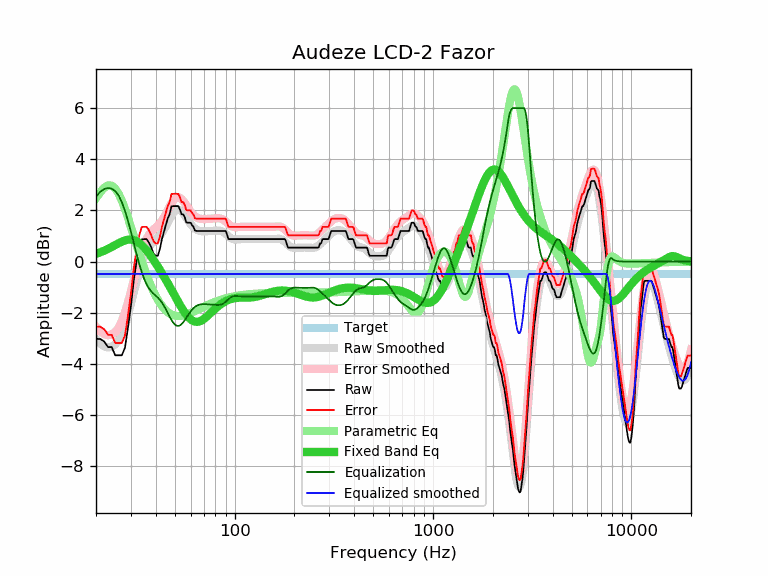 Audeze LCD-2 Fazor
Amplitude (dBr)
6
4
2
0
−2
−4
−6
−8
Target
Raw Smoothed
Error Smoothed
Raw
Error
Parametric Eq
Fixed Band Eq
Equalization
Equalized smoothed
100 1000 10000
Frequency (Hz)